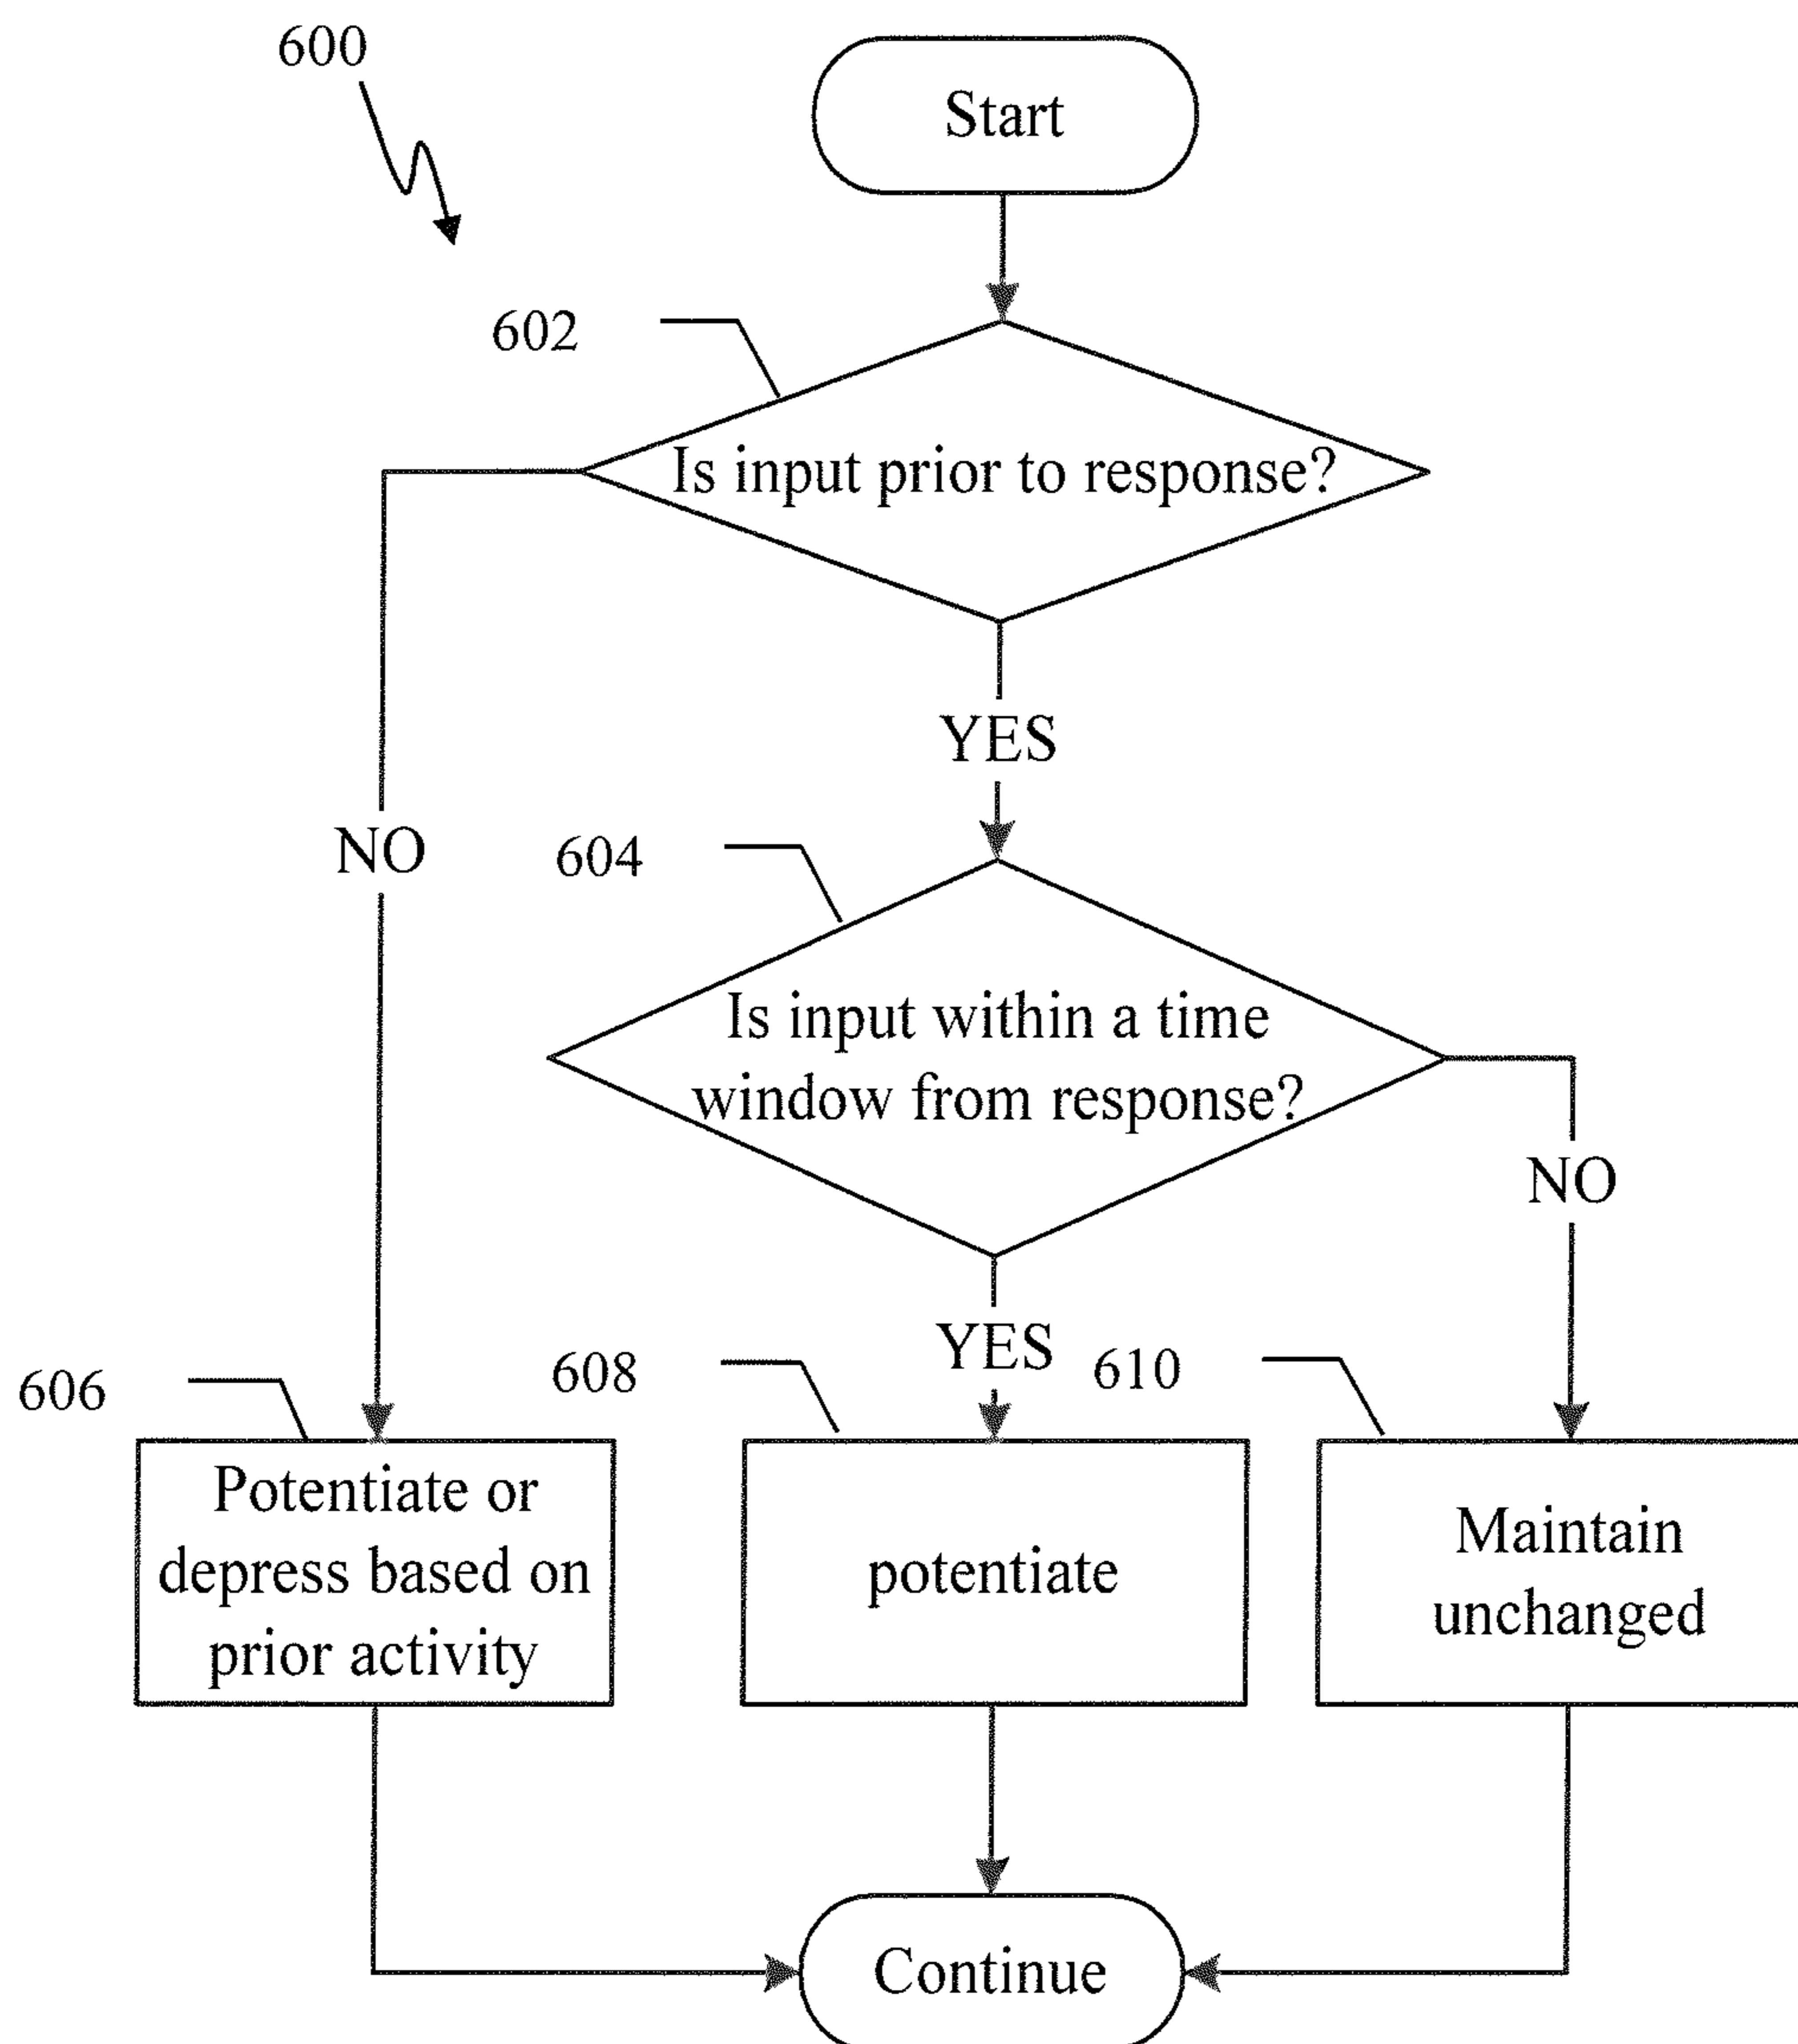 600
Start
602
Is input prior to response?
YES
NO
604
Is input within a time
window from response?
NO
YES
606
608
610
Potentiate or
depress based on
prior activity
potentiate
Maintain
unchanged
Continue